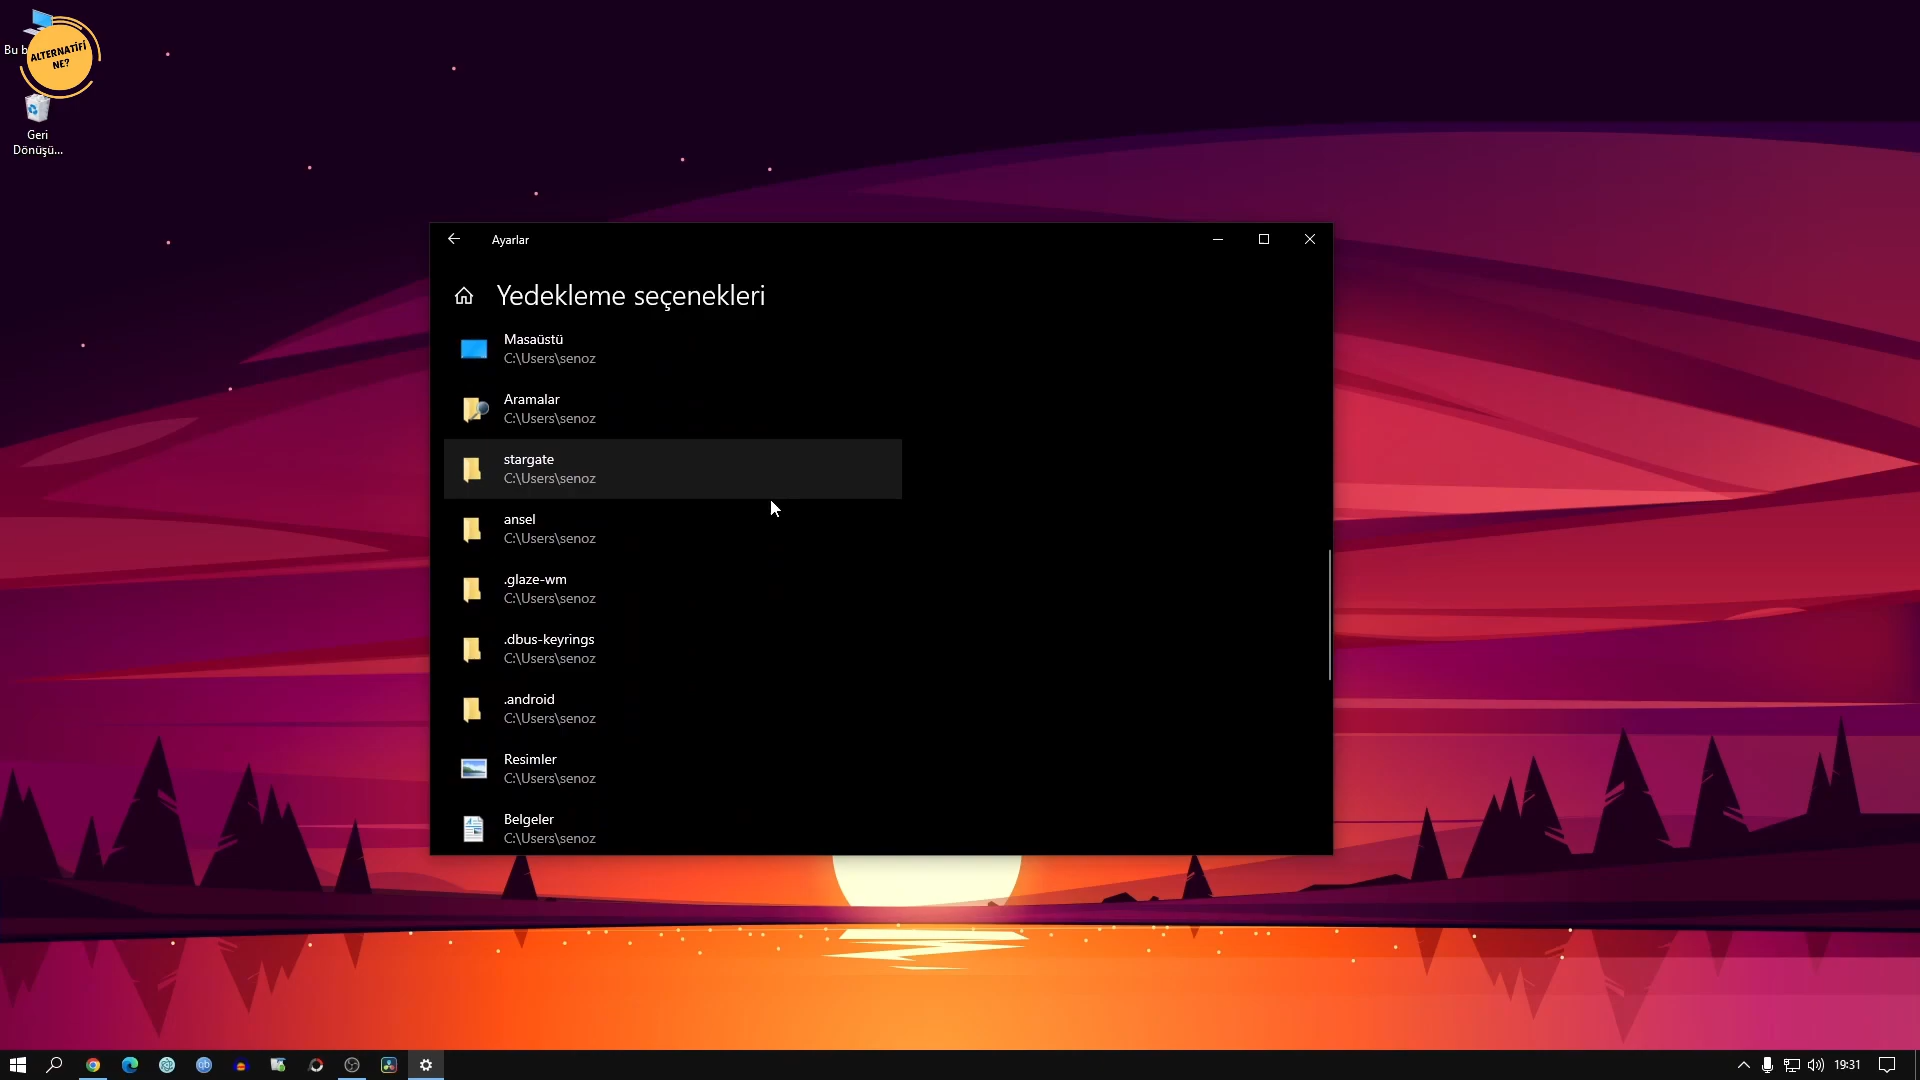 Bu b
ALTERNATİFİ
NE?
Geri
Dönüşü...
Ayarlar
Yedekleme seçenekleri
Masaüstü
C:\Users\senoz
Aramalar
C:\Users\senoz
stargate
C:\Users\senoz
ansel
C:\Users\senoz
.glaze-wm
C:\Users\senoz
.dbus-keyrings
C:\Users\senoz
.android
C:\Users\senoz
Resimler
C:\Users\senoz
Belgeler
C:\Users\senoz
qb
19:31